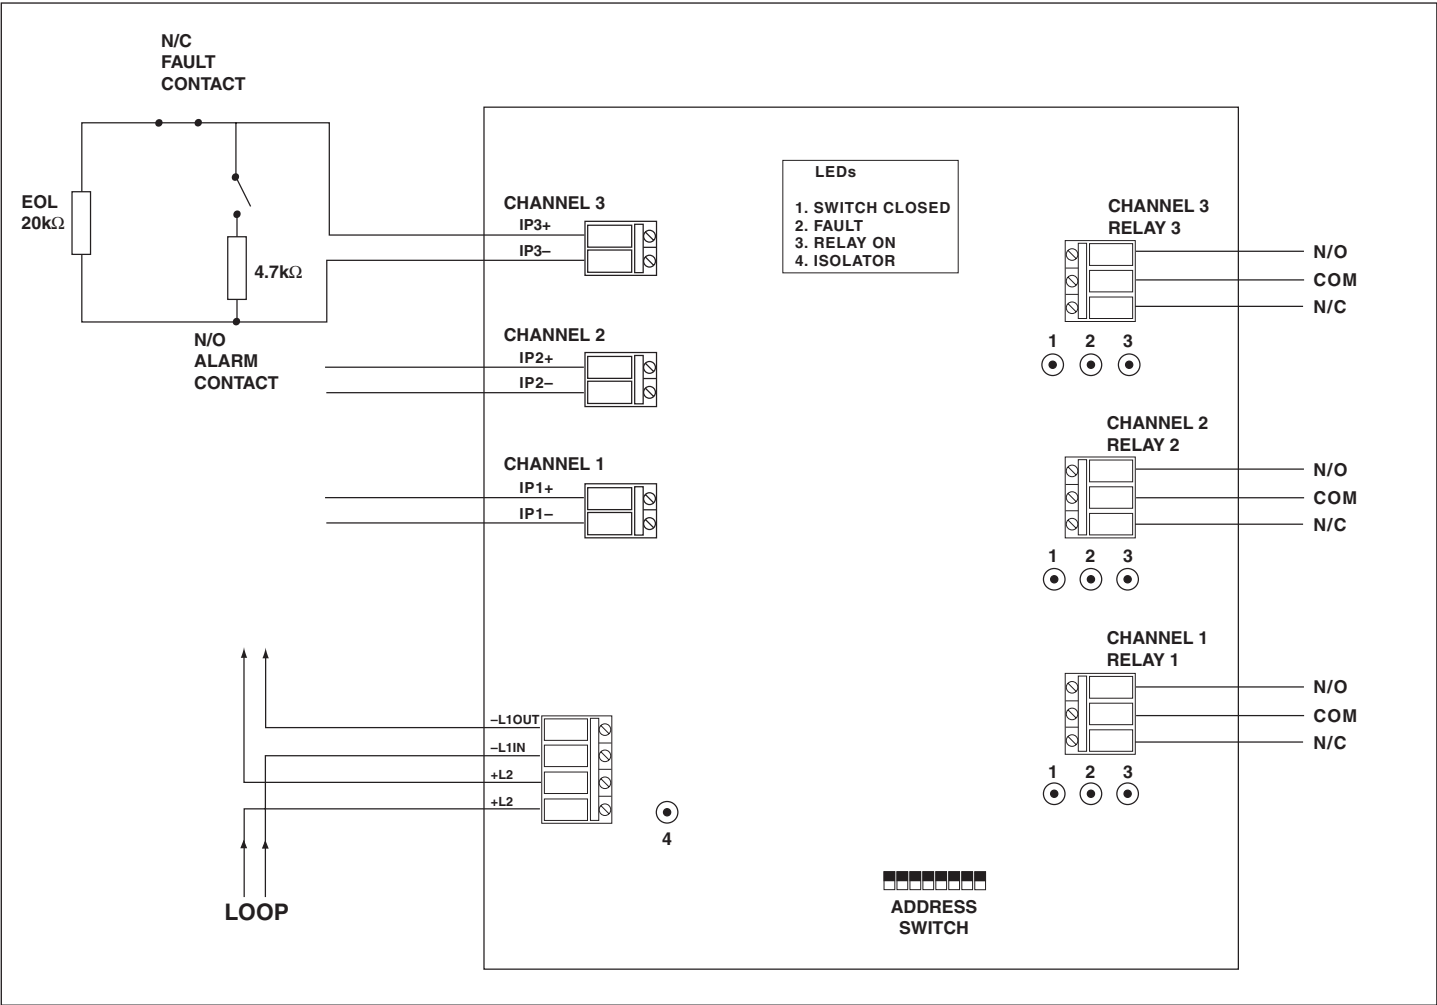 N/C
FAULT
CONTACT
EOL
20kΩ
4.7kΩ
N/O
ALARM
CONTACT
CHANNEL 3
IP3+
IP3–
CHANNEL 2
IP2+
IP2–
CHANNEL 1
IP1+
IP1–
LEDs
1. SWITCH CLOSED
2. FAULT
3. RELAY ON
4. ISOLATOR
CHANNEL 3
RELAY 3
N/O
COM
N/C
1 2 3
CHANNEL 2
RELAY 2
N/O
COM
N/C
1 2 3
CHANNEL 1
RELAY 1
N/O
COM
N/C
1 2 3
–L1OUT
–L1IN
+L2
+L2
4
LOOP
ADDRESS
SWITCH